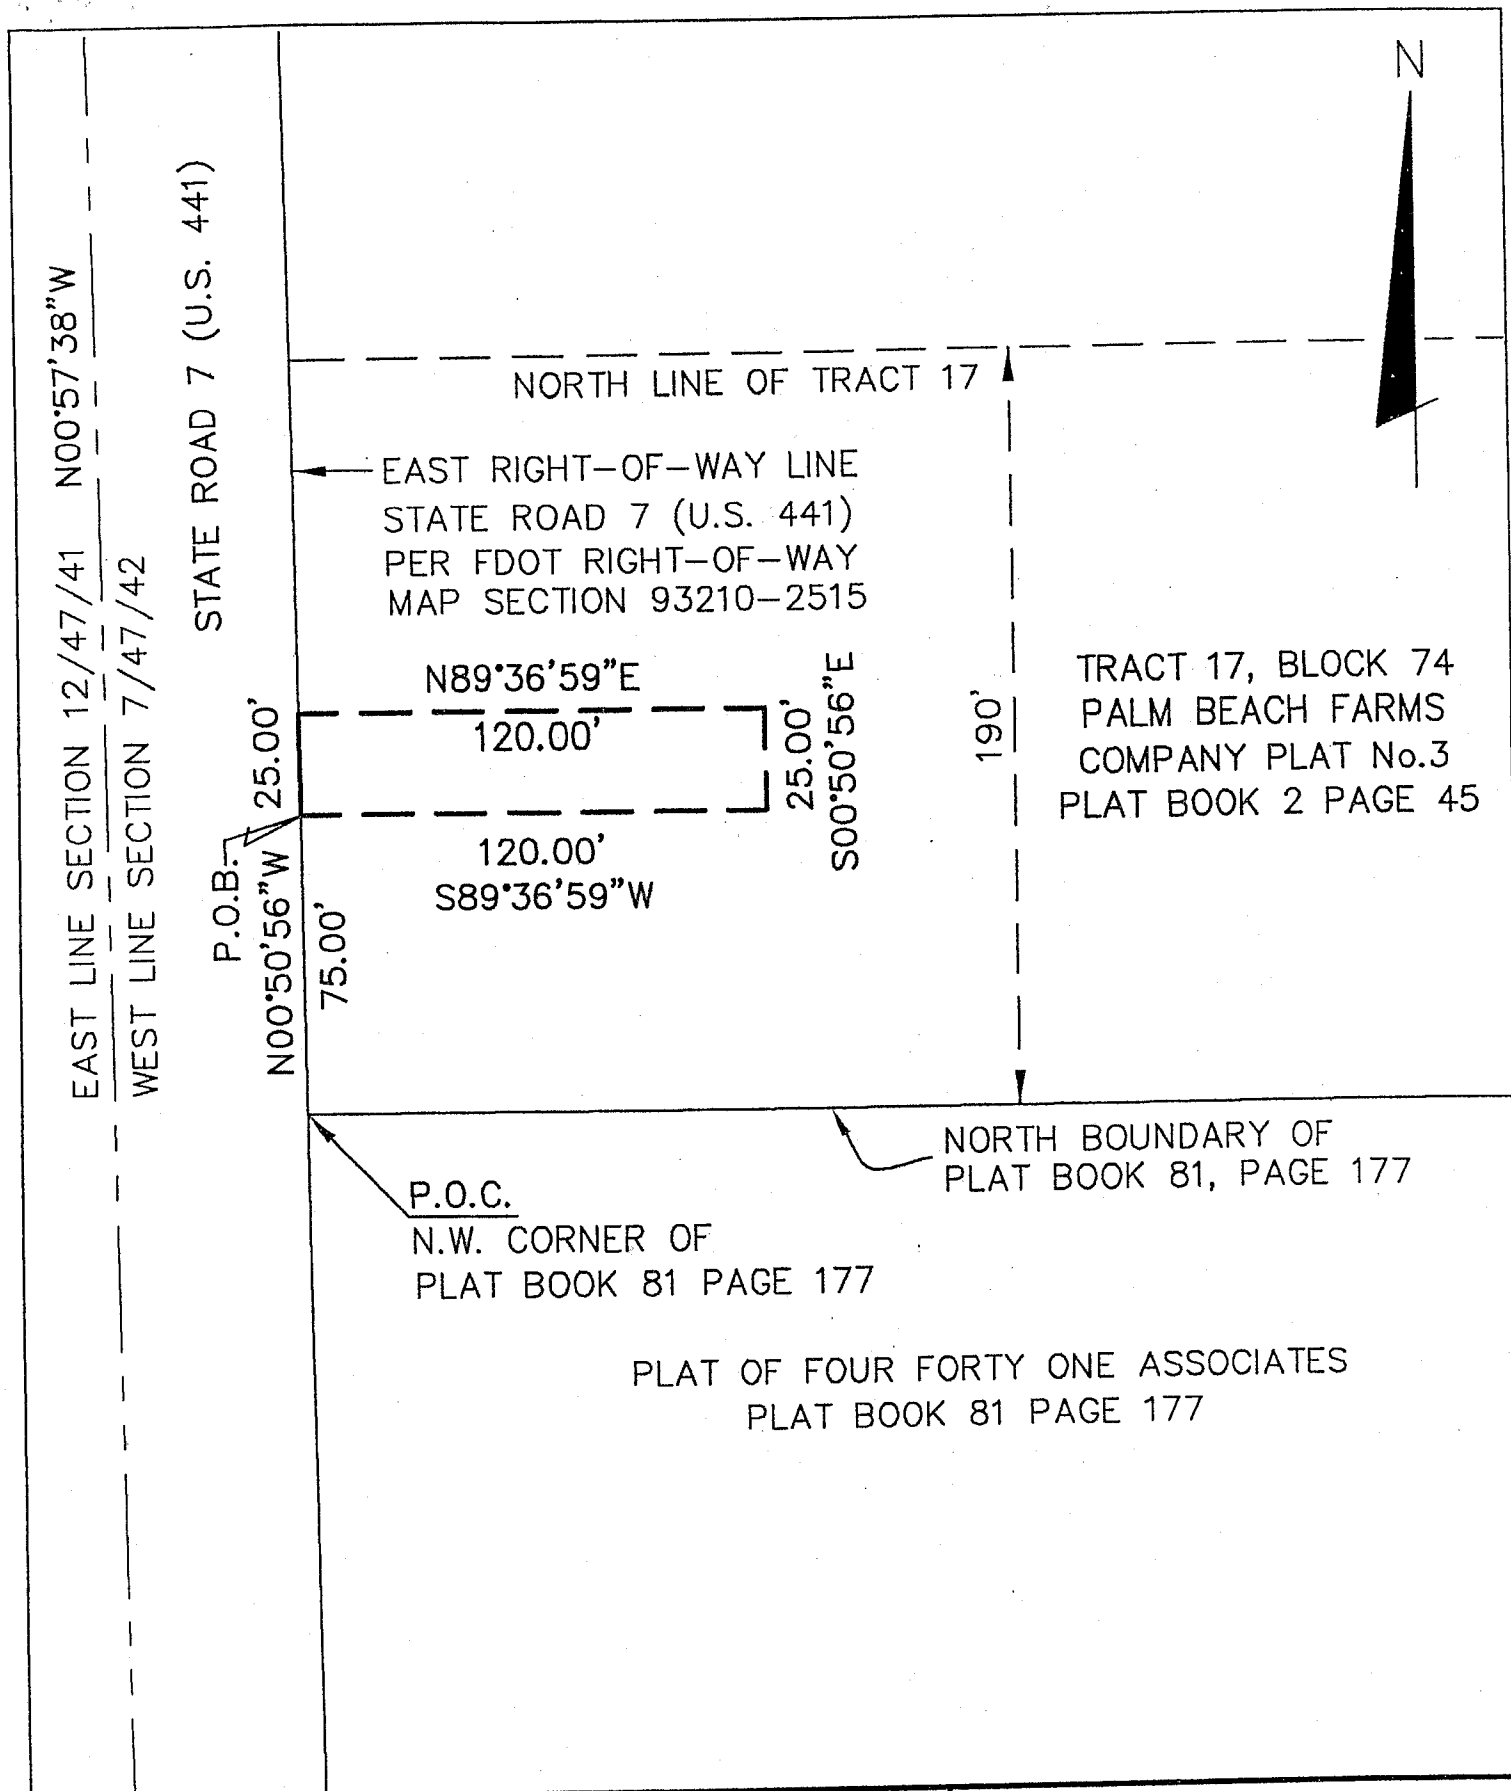 N
STATE ROAD 7 (U.S. 441)
EAST LINE SECTION 12/47/41 N00°57'38"W
WEST LINE SECTION 7/47/42
NORTH LINE OF TRACT 17
EAST RIGHT-OF-WAY LINE
STATE ROAD 7 (U.S. 441)
PER FDOT RIGHT-OF-WAY
MAP SECTION 93210-2515
N89°36'59"E
120.00'
25.00'
25.00'
S00°50'56"E
120.00'
S89°36'59"W
190'
TRACT 17, BLOCK 74
PALM BEACH FARMS
COMPANY PLAT No.3
PLAT BOOK 2 PAGE 45
P.O.B.
N00°50'56"W
75.00'
NORTH BOUNDARY OF
PLAT BOOK 81, PAGE 177
P.O.C.
N.W. CORNER OF
PLAT BOOK 81 PAGE 177
PLAT OF FOUR FORTY ONE ASSOCIATES
PLAT BOOK 81 PAGE 177